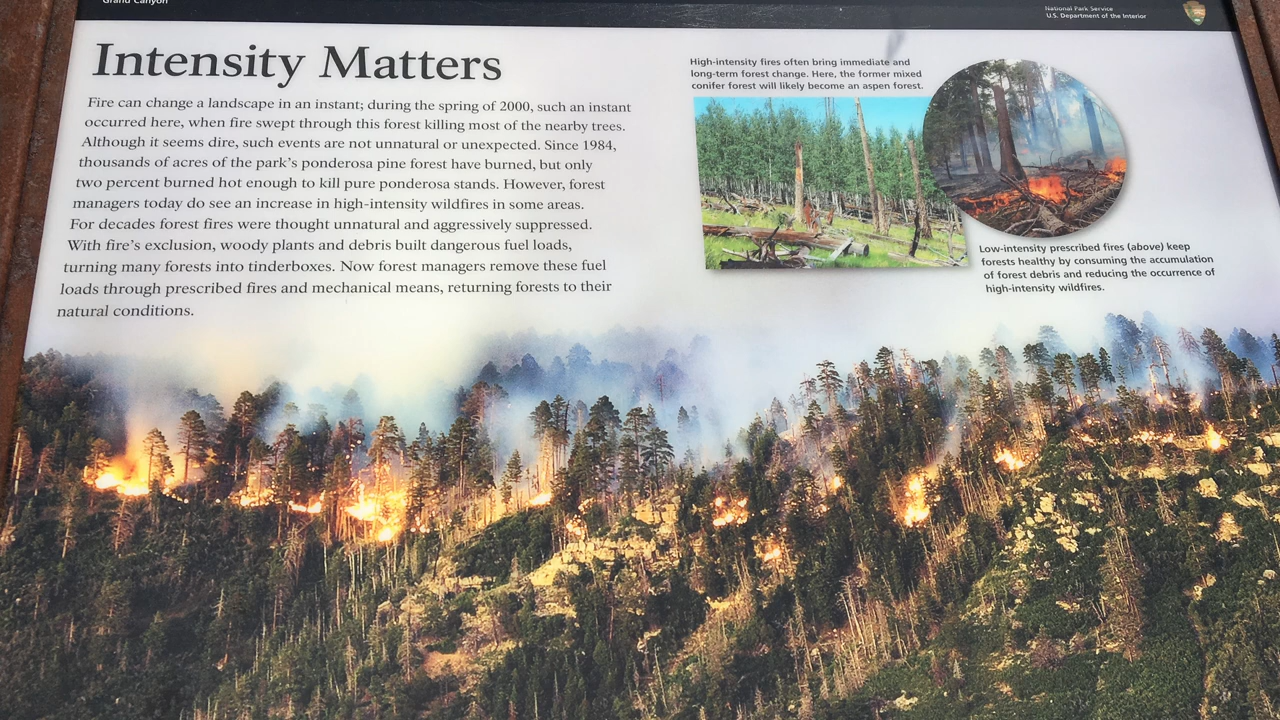 Grand Canyon
National Park Service
U.S. Department of the Interior
Intensity Matters
Fire can change a landscape in an instant; during the spring of 2000, such an instant
occurred here, when fire swept through this forest killing most of the nearby trees.
Although it seems dire, such events are not unnatural or unexpected. Since 1984,
thousands of acres of the park's ponderosa pine forest have burned, but only
two percent burned hot enough to kill pure ponderosa stands. However, forest
managers today do see an increase in high-intensity wildfires in some areas.
For decades forest fires were thought unnatural and aggressively suppressed.
With fire's exclusion, woody plants and debris built dangerous fuel loads,
turning many forests into tinderboxes. Now forest managers remove these fuel
loads through prescribed fires and mechanical means, returning forests to their
natural conditions.
High-intensity fires often bring immediate and
long-term forest change. Here, the former mixed
conifer forest will likely become an aspen forest.
Low-intensity prescribed fires (above) keep
forests healthy by consuming the accumulation
of forest debris and reducing the occurrence of
high-intensity wildfires.